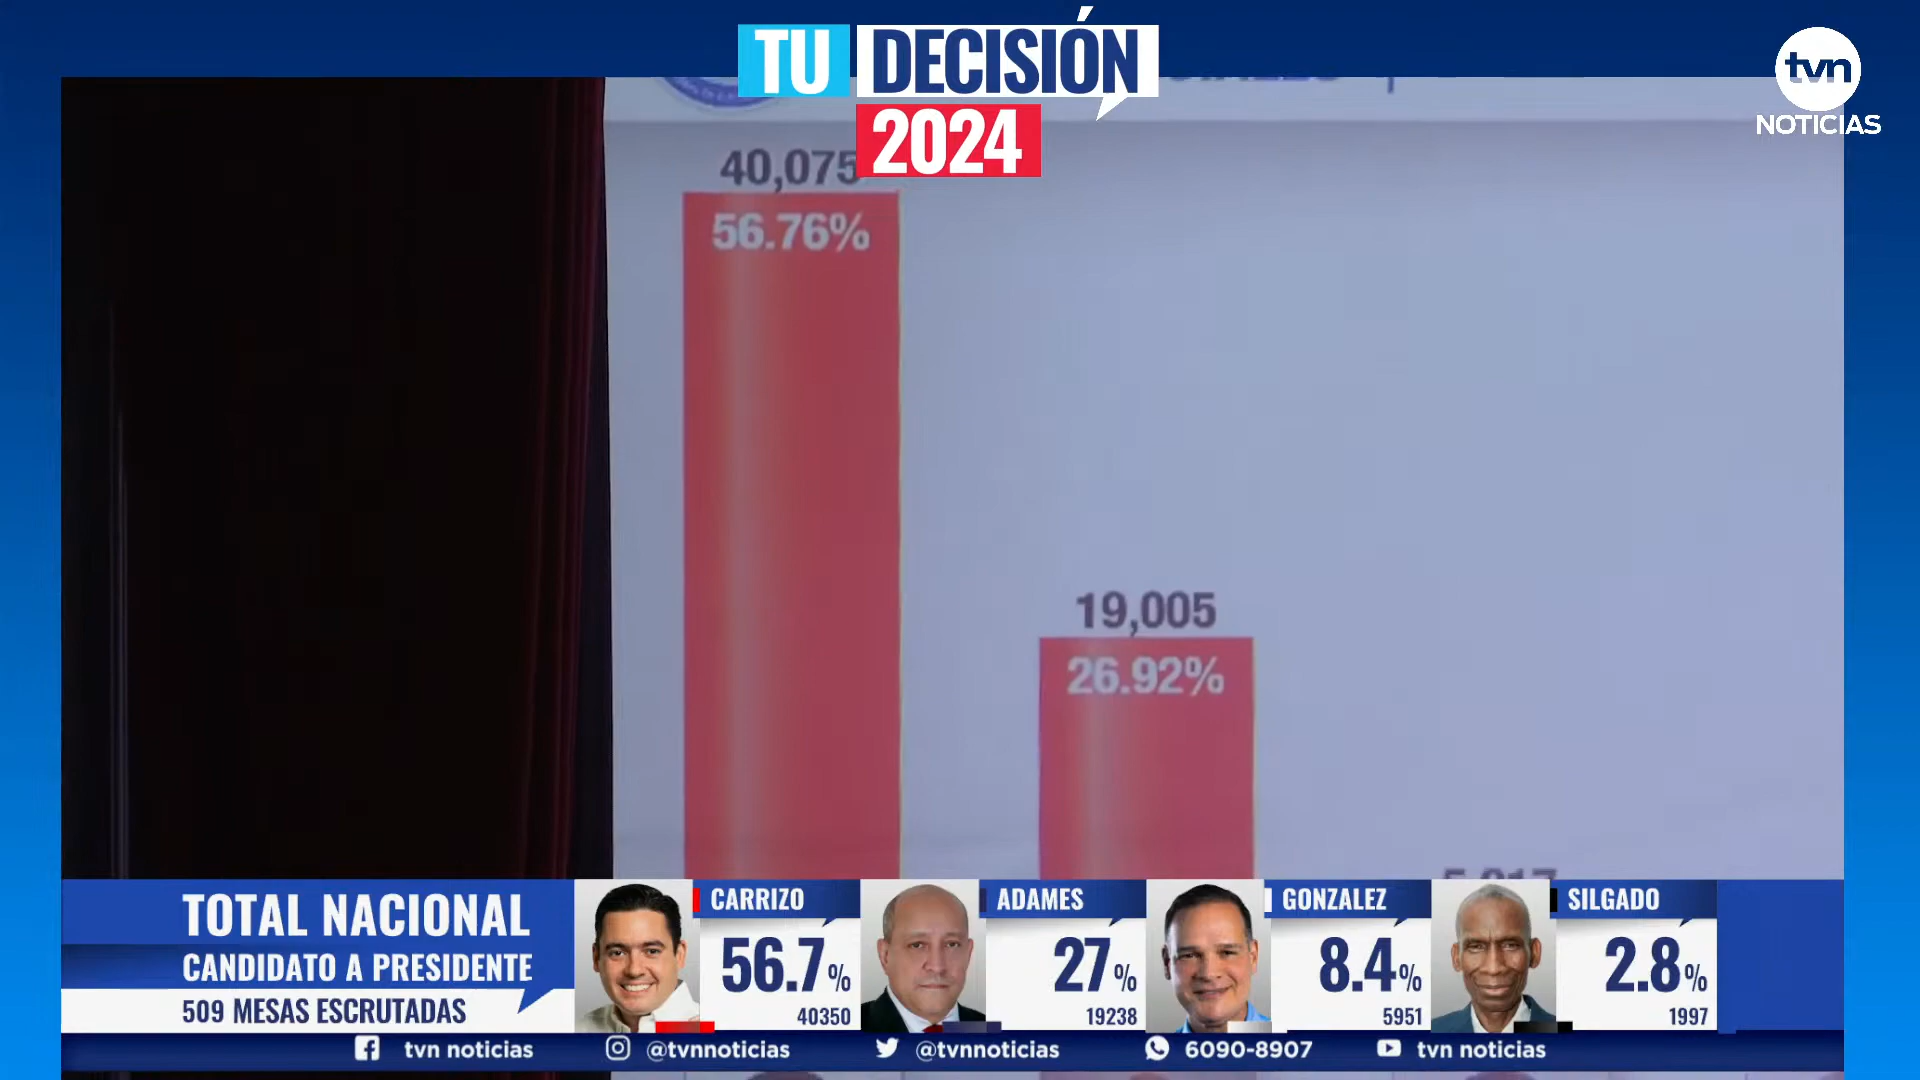 TU DECISIÓN
2024
tvn
NOTICIAS
40,075
56.76%
19,005
26.92%
TOTAL NACIONAL
CANDIDATO A PRESIDENTE
509 MESAS ESCRUTADAS
CARRIZO
56.7%
40350
ADAMES
27%
19238
GONZALEZ
8.4%
5951
SILGADO
2.8%
1997
tvn noticias
@tvnnoticias
@tvnnoticias
6090-8907
tvn noticias